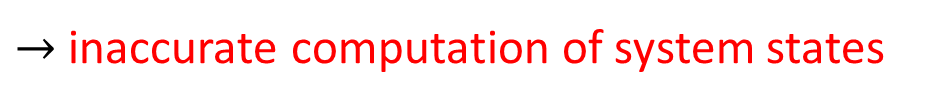 → inaccurate computation of system states